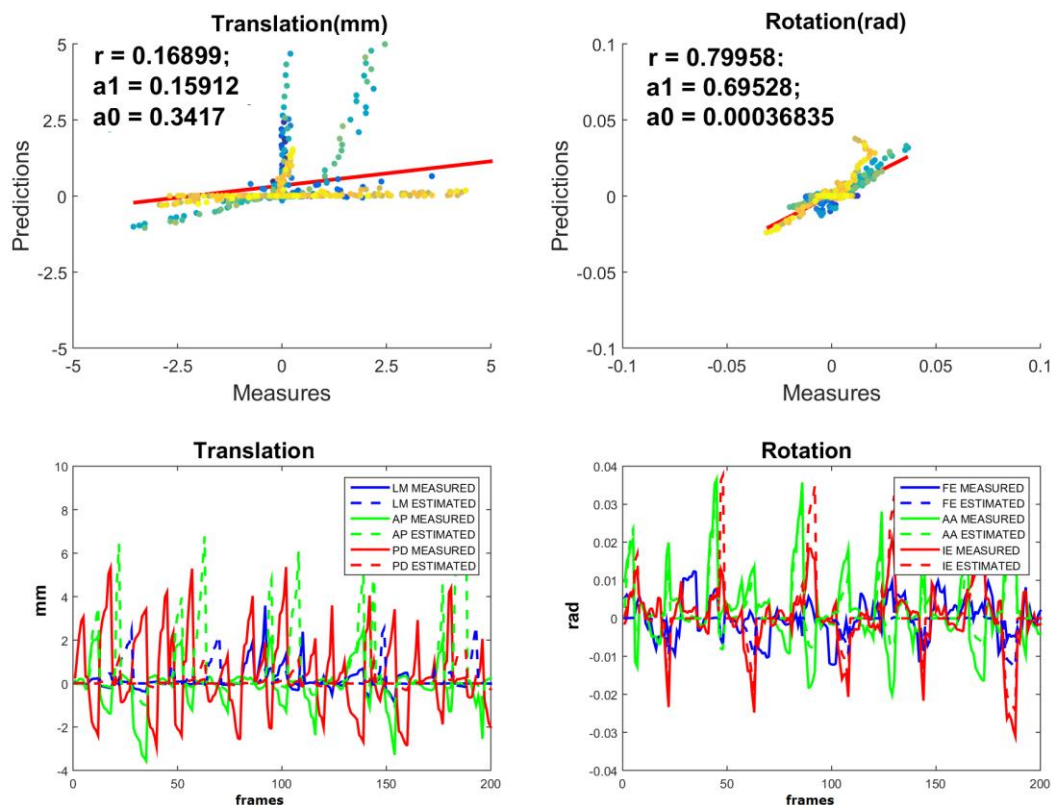 Translation(mm)
r = 0.16899;
a1 = 0.15912
a0 = 0.3417
5
2.5
0
-2.5
-5
Predictions
-5
-2.5
0
2.5
5
Measures
Rotation(rad)
r = 0.79958:
a1 = 0.69528;
a0 = 0.00036835
0.1
0.05
0
-0.05
-0.1
Predictions
-0.1
-0.05
0
0.05
0.1
Measures
Translation
10
8
6
4
2
0
-2
-4
mm
LM MEASURED
LM ESTIMATED
AP MEASURED
AP ESTIMATED
PD MEASURED
PD ESTIMATED
0
50
100
150
200
frames
Rotation
0.04
0.03
0.02
0.01
0
-0.01
-0.02
-0.03
-0.04
rad
FE MEASURED
FE ESTIMATED
AA MEASURED
AA ESTIMATED
IE MEASURED
IE ESTIMATED
0
50
100
150
200
frames